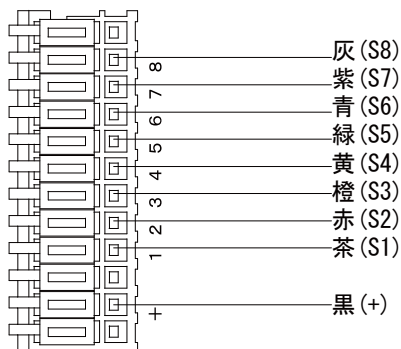 8 灰(S8)
7 紫(S7)
6 青(S6)
5 緑(S5)
4 黄(S4)
3 橙(S3)
2 赤(S2)
1 茶(S1)
+ 黒(+)